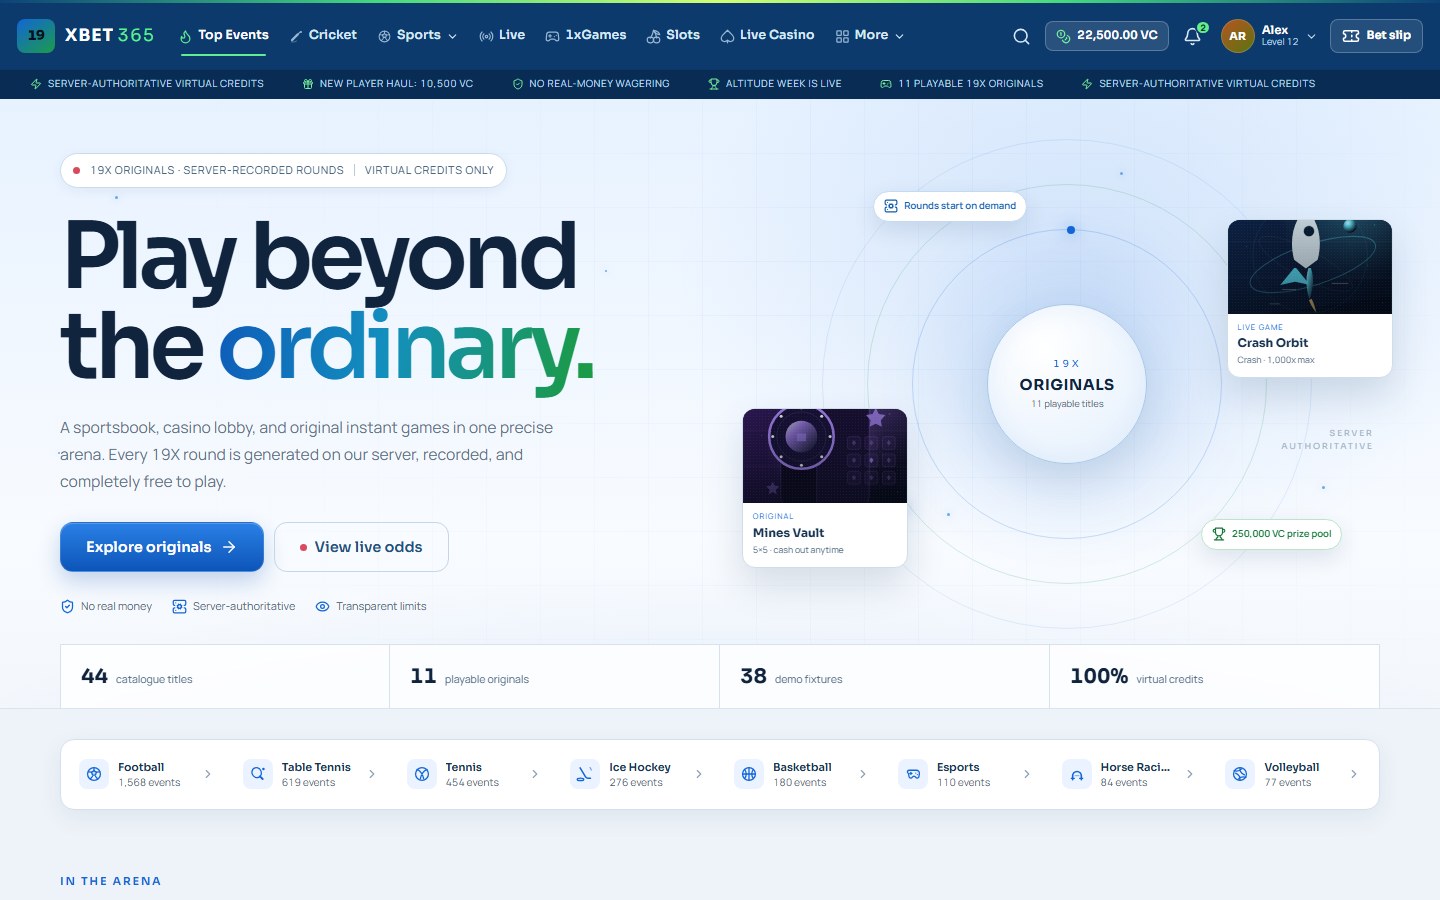 19 XBET 365 Top Events Cricket Sports Live 1xGames Slots Live Casino More 22,500.00 VC 2 AR Alex Level 12 Bet slip
SERVER-AUTHORITATIVE VIRTUAL CREDITS NEW PLAYER HAUL: 10,500 VC NO REAL-MONEY WAGERING ALTITUDE WEEK IS LIVE 11 PLAYABLE 19X ORIGINALS SERVER-AUTHORITATIVE VIRTUAL CREDITS
19X ORIGINALS · SERVER-RECORDED ROUNDS VIRTUAL CREDITS ONLY
Play beyond
the ordinary.
A sportsbook, casino lobby, and original instant games in one precise
arena. Every 19X round is generated on our server, recorded, and
completely free to play.
Explore originals View live odds
No real money Server-authoritative Transparent limits
Rounds start on demand
LIVE GAME
Crash Orbit
Crash · 1,000x max
19X
ORIGINALS
11 playable titles
SERVER
AUTHORITATIVE
ORIGINAL
Mines Vault
5×5 · cash out anytime
250,000 VC prize pool
44 catalogue titles
11 playable originals
38 demo fixtures
100% virtual credits
Football
1,568 events
Table Tennis
619 events
Tennis
454 events
Ice Hockey
276 events
Basketball
180 events
Esports
110 events
Horse Raci...
84 events
Volleyball
77 events
IN THE ARENA